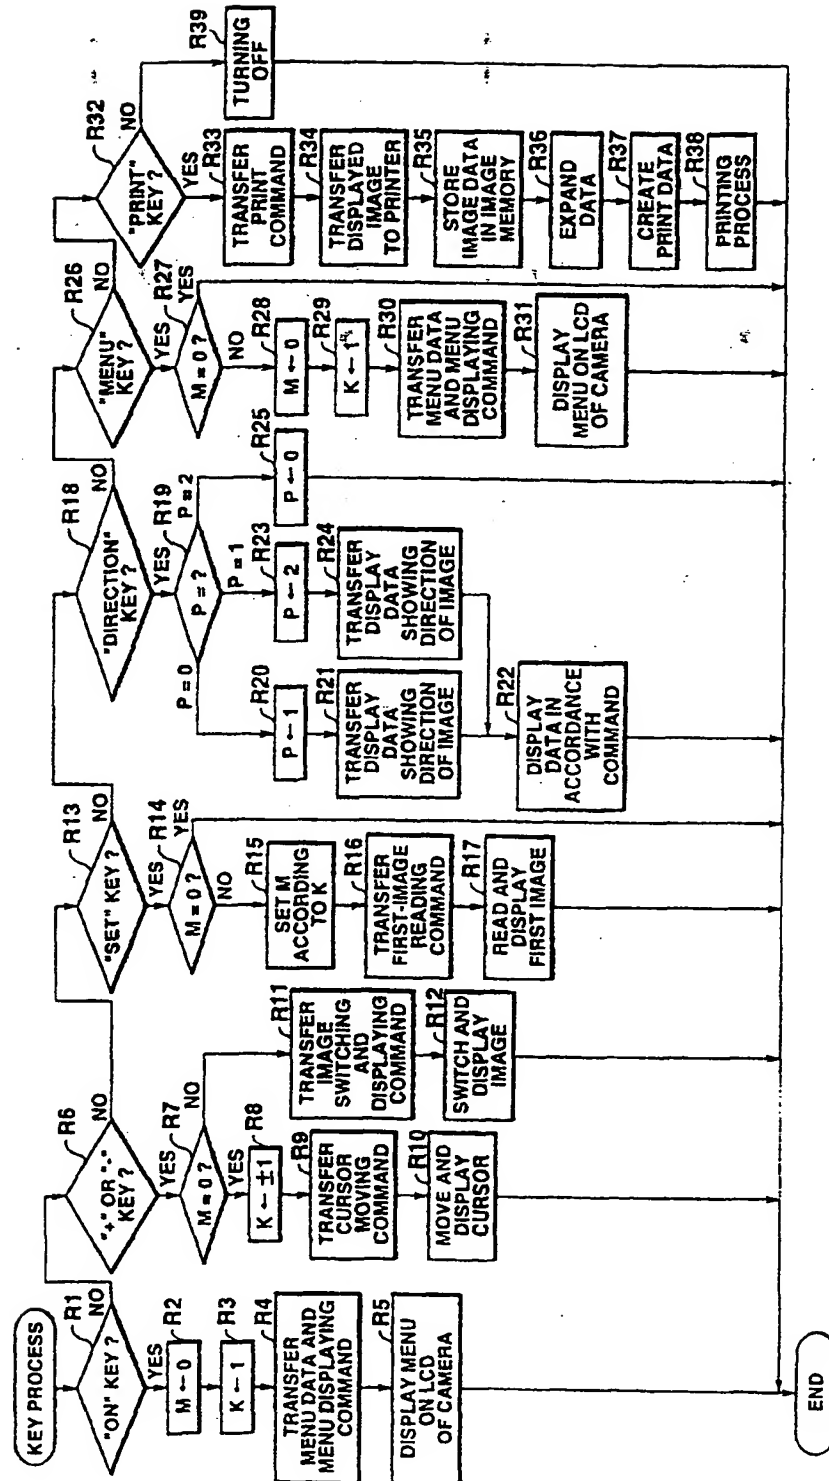 KEY PROCESS
R1
"ON" KEY ?
NO
YES
R2
M ← 0
R3
K ← 1
R4
TRANSFER
MENU DATA AND
MENU DISPLAYING
COMMAND
R5
DISPLAY MENU
ON LCD
OF CAMERA
R6
"+" OR "-"
KEY ?
NO
YES
R7
M = 0 ?
NO
YES
R8
K ← ±1
R9
TRANSFER
CURSOR
MOVING
COMMAND
R10
MOVE AND
DISPLAY
CURSOR
R11
TRANSFER
IMAGE
SWITCHING
AND
DISPLAYING
COMMAND
R12
SWITCH AND
DISPLAY
IMAGE
R13
"SET" KEY ?
NO
YES
R14
M = 0 ?
YES
NO
R15
SET M
ACCORDING
TO K
R16
TRANSFER
FIRST-IMAGE
READING
COMMAND
R17
READ AND
DISPLAY
FIRST IMAGE
R18
"DIRECTION"
KEY ?
NO
YES
R19
P = ?
P = 0
P = 1
P = 2
R20
P ← 1
R21
TRANSFER
DISPLAY
DATA
SHOWING
DIRECTION
OF IMAGE
R22
DISPLAY
DATA IN
ACCORDANCE
WITH
COMMAND
R23
P ← 2
R24
TRANSFER
DISPLAY
DATA
SHOWING
DIRECTION
OF IMAGE
R25
P ← 0
R26
"MENU"
KEY ?
NO
YES
R27
M = 0 ?
YES
NO
R28
M ← 0
R29
K ← 1
R30
TRANSFER
MENU DATA
AND MENU
DISPLAYING
COMMAND
R31
DISPLAY
MENU ON LCD
OF CAMERA
R32
"PRINT"
KEY ?
NO
YES
R33
TRANSFER
PRINT
COMMAND
R34
TRANSFER
DISPLAYED
IMAGE
TO PRINTER
R35
STORE
IMAGE DATA
IN IMAGE
MEMORY
R36
EXPAND
DATA
R37
CREATE
PRINT DATA
R38
PRINTING
PROCESS
R39
TURNING
OFF
END